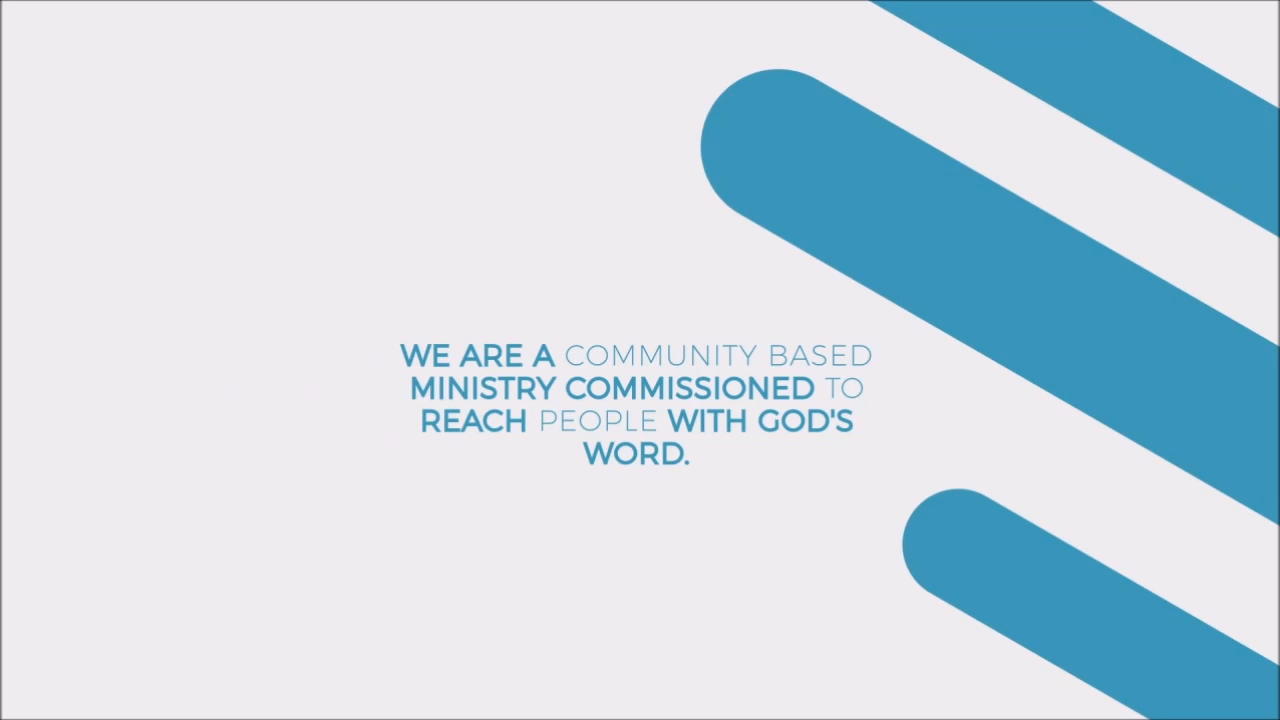 WE ARE A COMMUNITY BASED
MINISTRY COMMISSIONED TO
REACH PEOPLE WITH GOD'S
WORD.